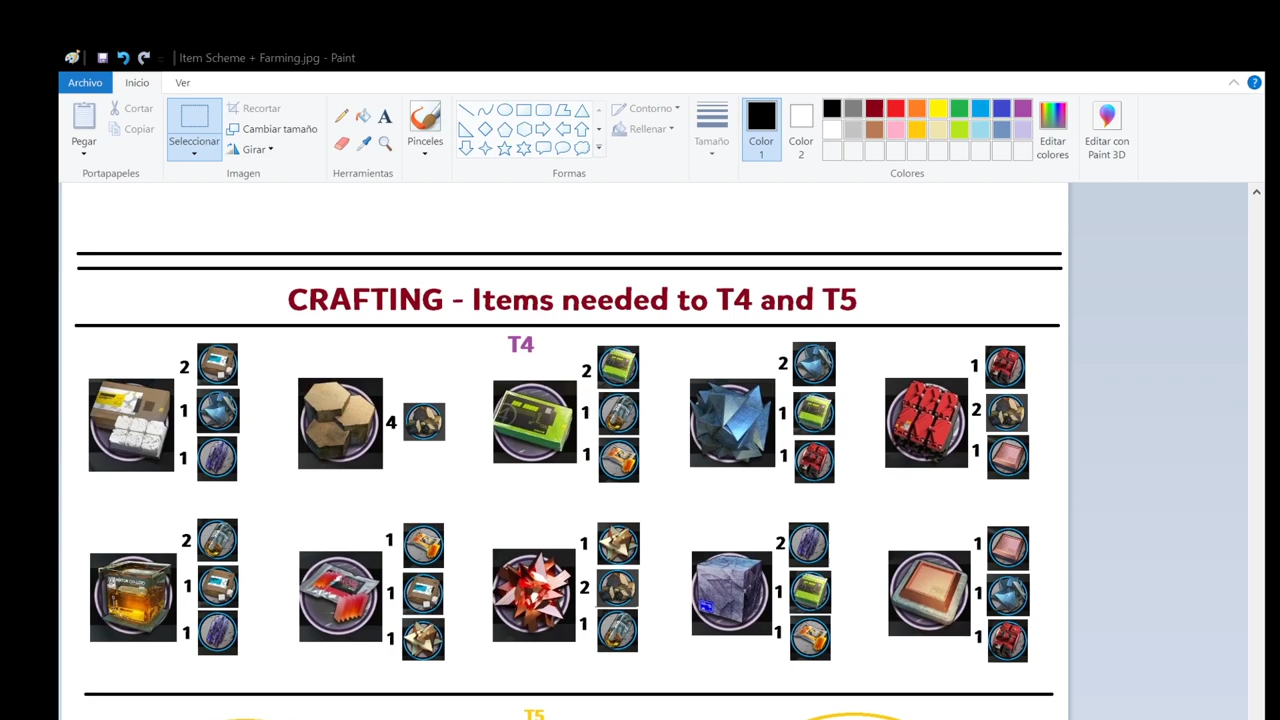 Item Scheme + Farming.jpg - Paint
Archivo Inicio Ver
Pegar
Cortar
Copiar
Portapapeles
Seleccionar
Recortar
Cambiar tamaño
Girar
Imagen
A
Herramientas
Pinceles
Contorno
Rellenar
Formas
Tamaño
Color 1
Color 2
Editar colores
Colores
Editar con Paint 3D
CRAFTING - Items needed to T4 and T5
T4
2
1
1
4
2
1
1
2
1
1
1
2
1
2
1
1
1
1
1
1
2
1
2
1
1
1
1
1
T5